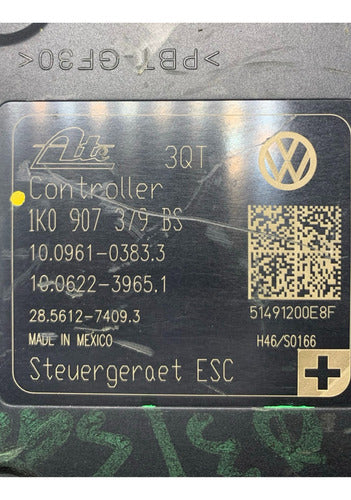 >PBT-GF30<
Ate 3QT
Controller
1K0 907 379 BS
10.0961-0383.3
10.0622-3965.1
28.5612-7409.3 51491200E8F
MADE IN MEXICO H46/S0166
Steuergeraet ESC